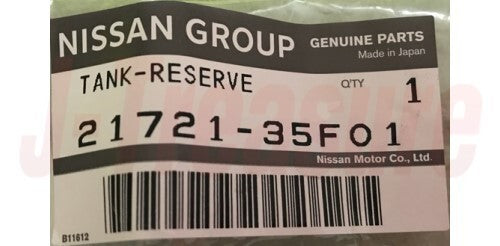 NISSAN GROUP
GENUINE PARTS
Made in Japan
TANK-RESERVE
Q'TY 1
21721-35F01
Nissan Motor Co., Ltd.
B11612